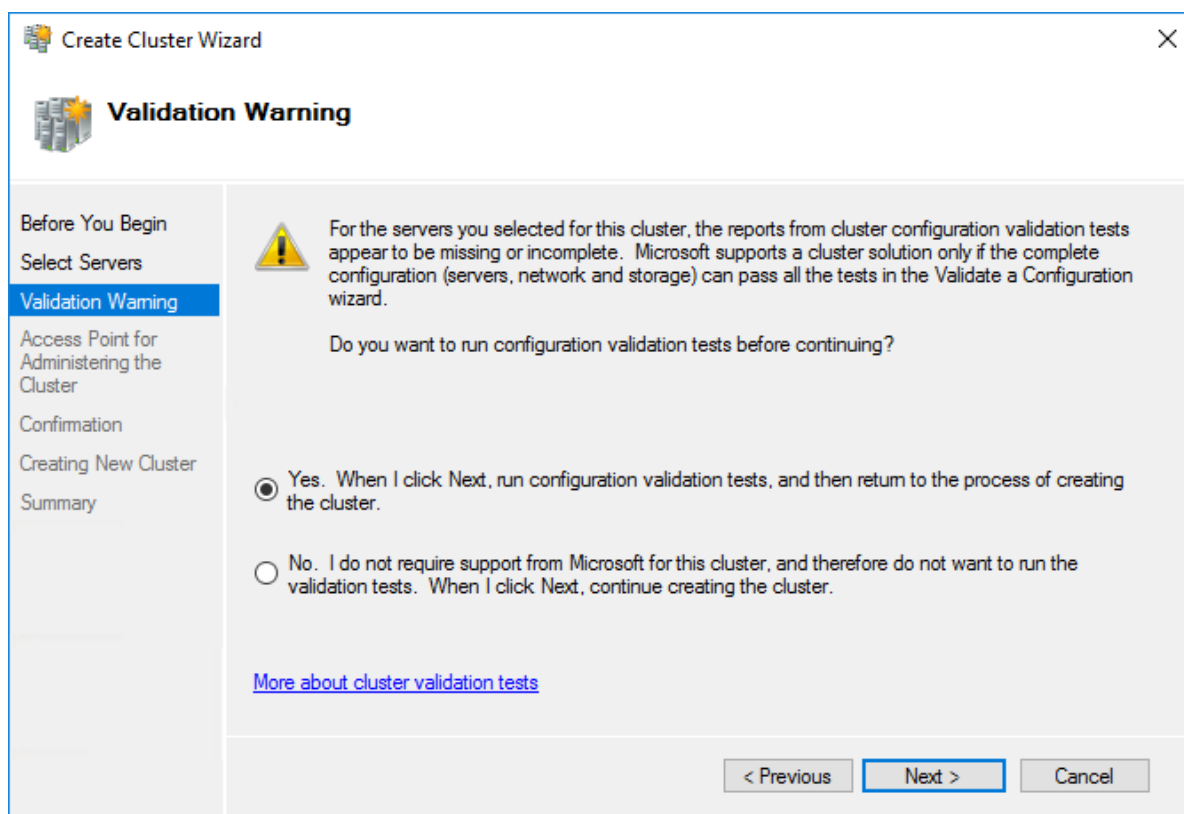 Create Cluster Wizard
Validation Warning
Before You Begin
Select Servers
Validation Warning
Access Point for
Administering the
Cluster
Confirmation
Creating New Cluster
Summary
For the servers you selected for this cluster, the reports from cluster configuration validation tests
appear to be missing or incomplete.  Microsoft supports a cluster solution only if the complete
configuration (servers, network and storage) can pass all the tests in the Validate a Configuration
wizard.
Do you want to run configuration validation tests before continuing?
Yes.  When I click Next, run configuration validation tests, and then return to the process of creating
the cluster.
No.  I do not require support from Microsoft for this cluster, and therefore do not want to run the
validation tests.  When I click Next, continue creating the cluster.
More about cluster validation tests
< Previous
Next >
Cancel